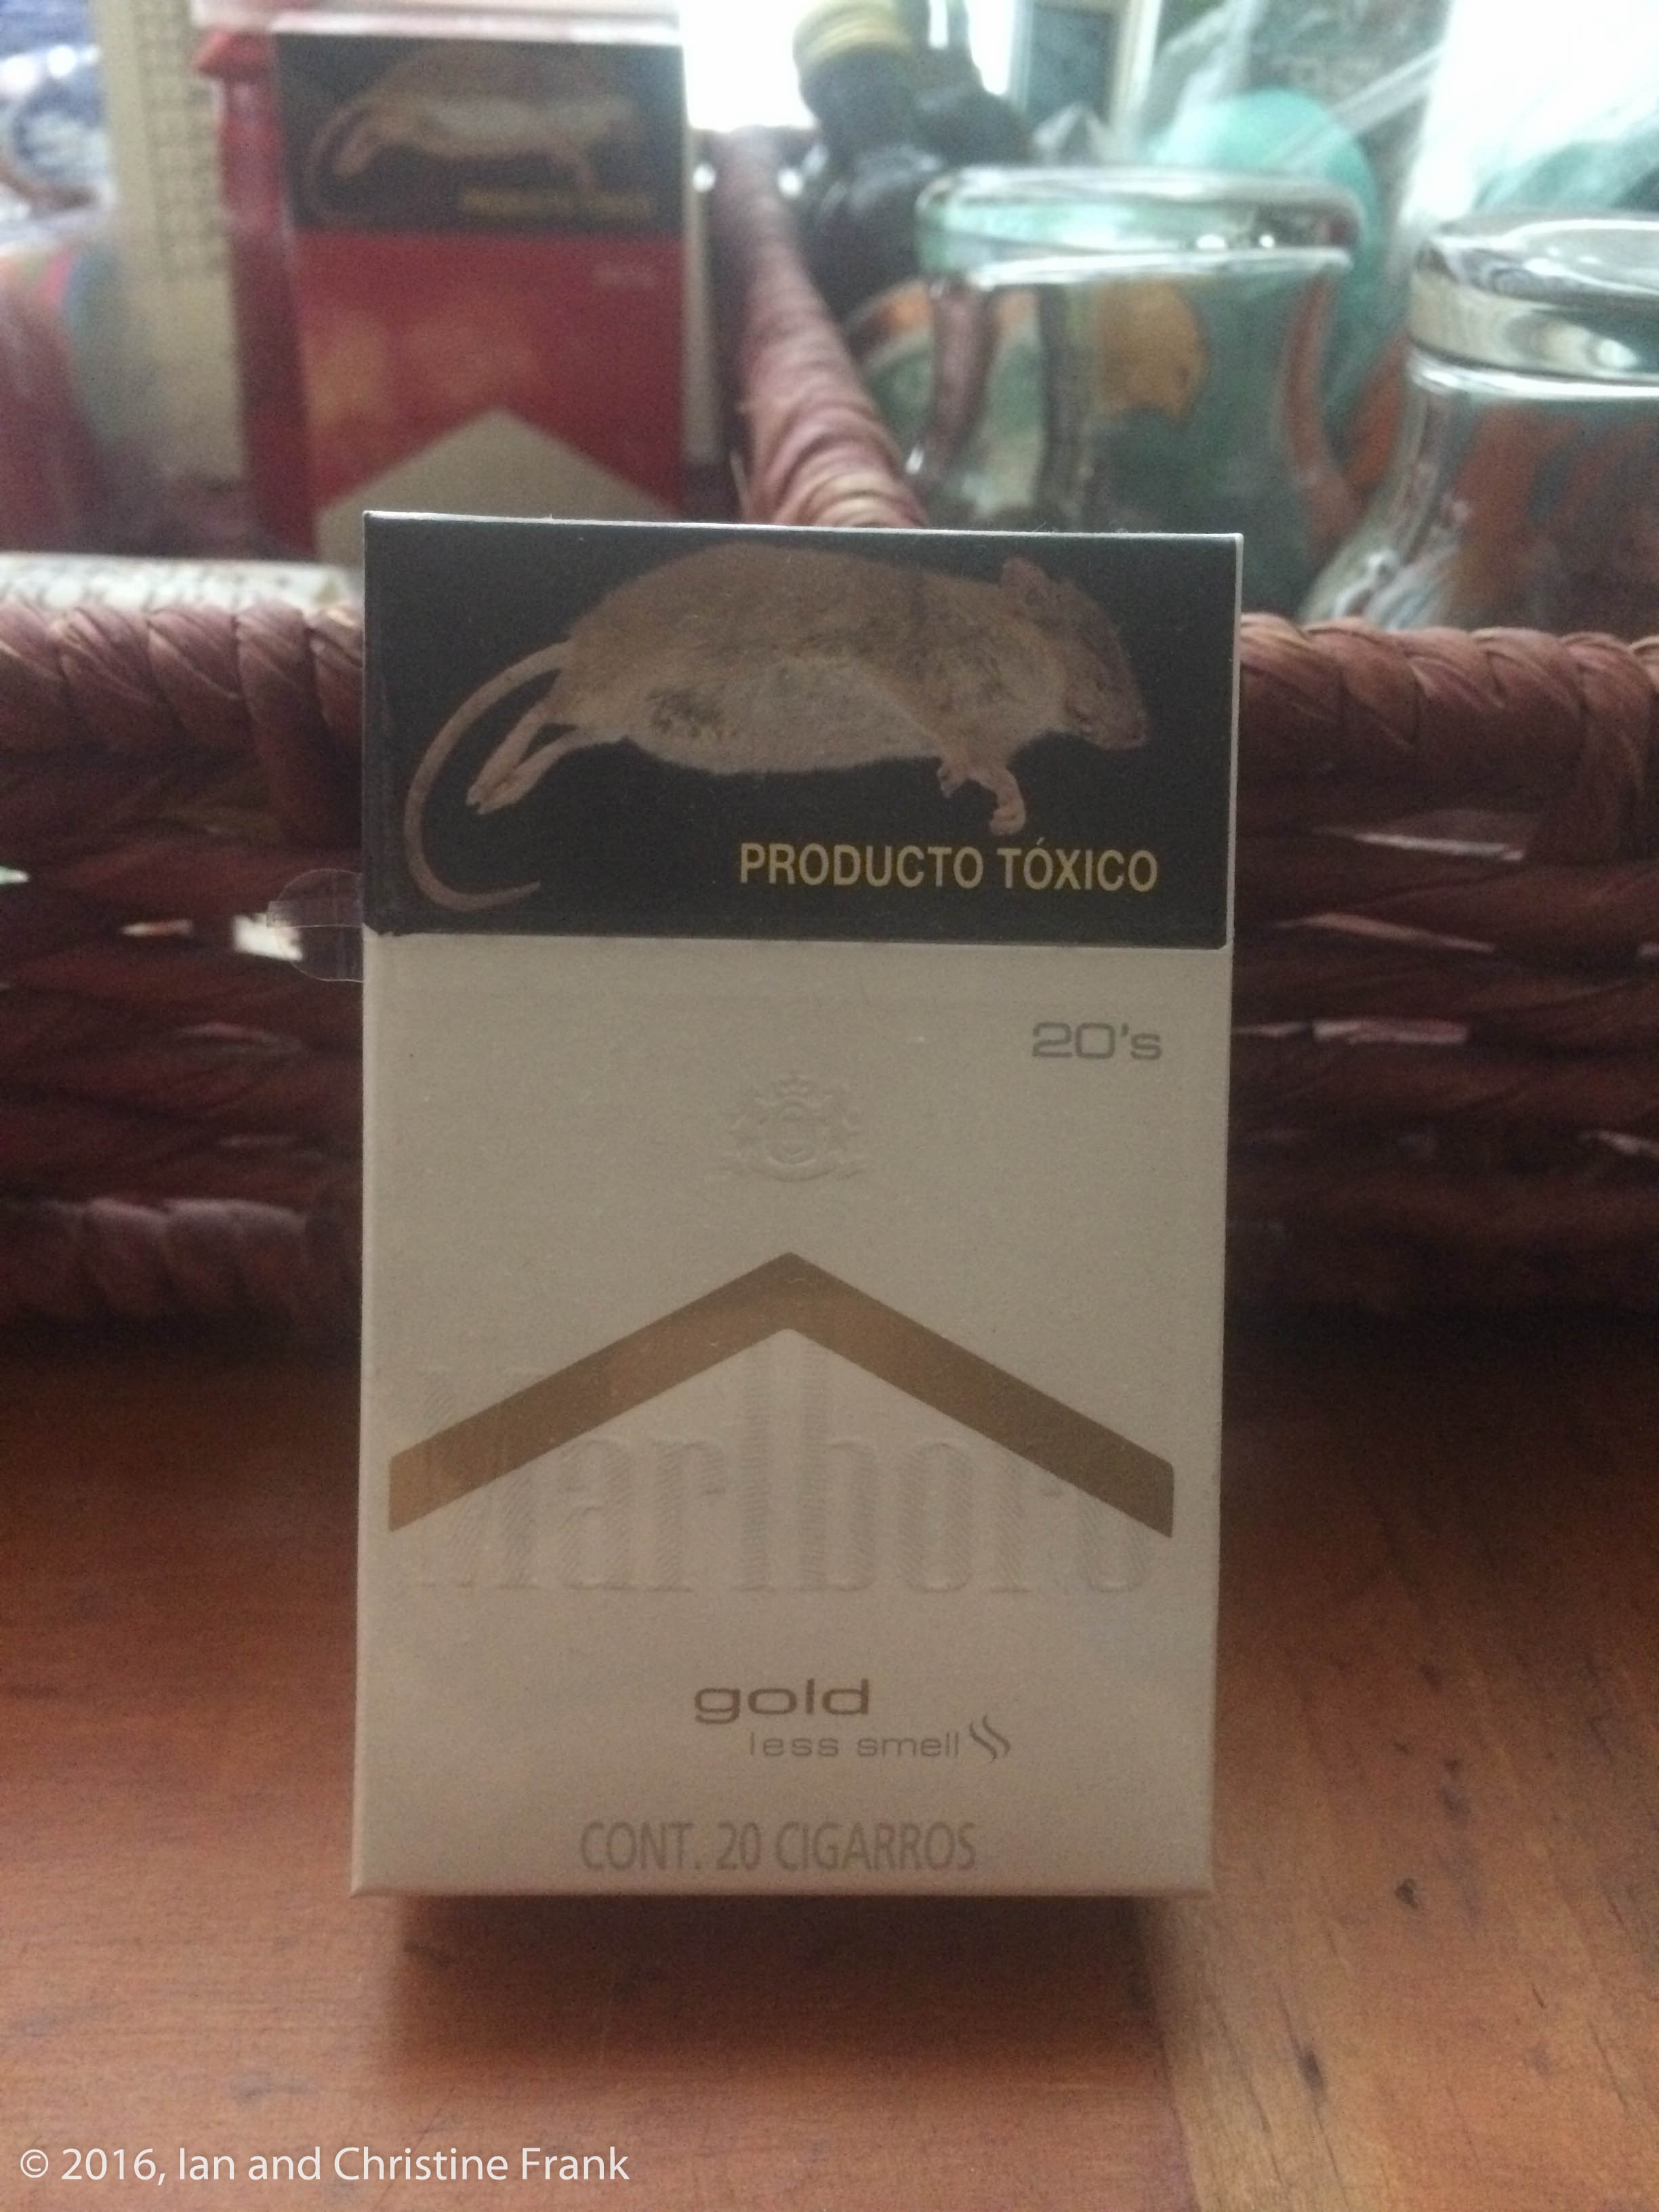 PRODUCTO TÓXICO
20's
Marlboro
gold
less smell
CONT. 20 CIGARROS
© 2016, Ian and Christine Frank